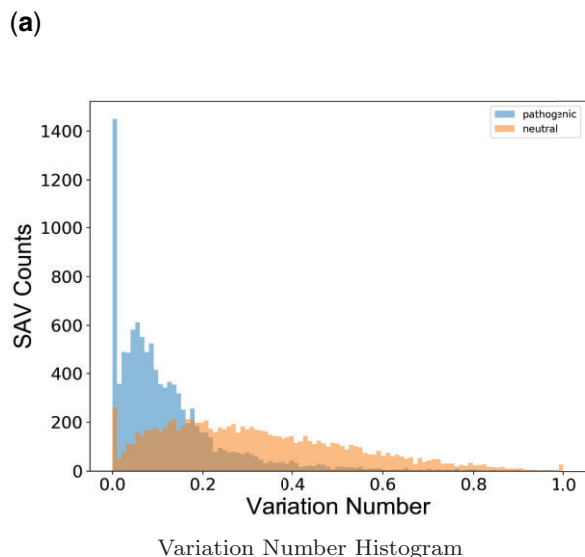 (a)
pathogenic
neutral
1400
1200
1000
800
600
400
200
0
SAV Counts
0.0 0.2 0.4 0.6 0.8 1.0
Variation Number
Variation Number Histogram